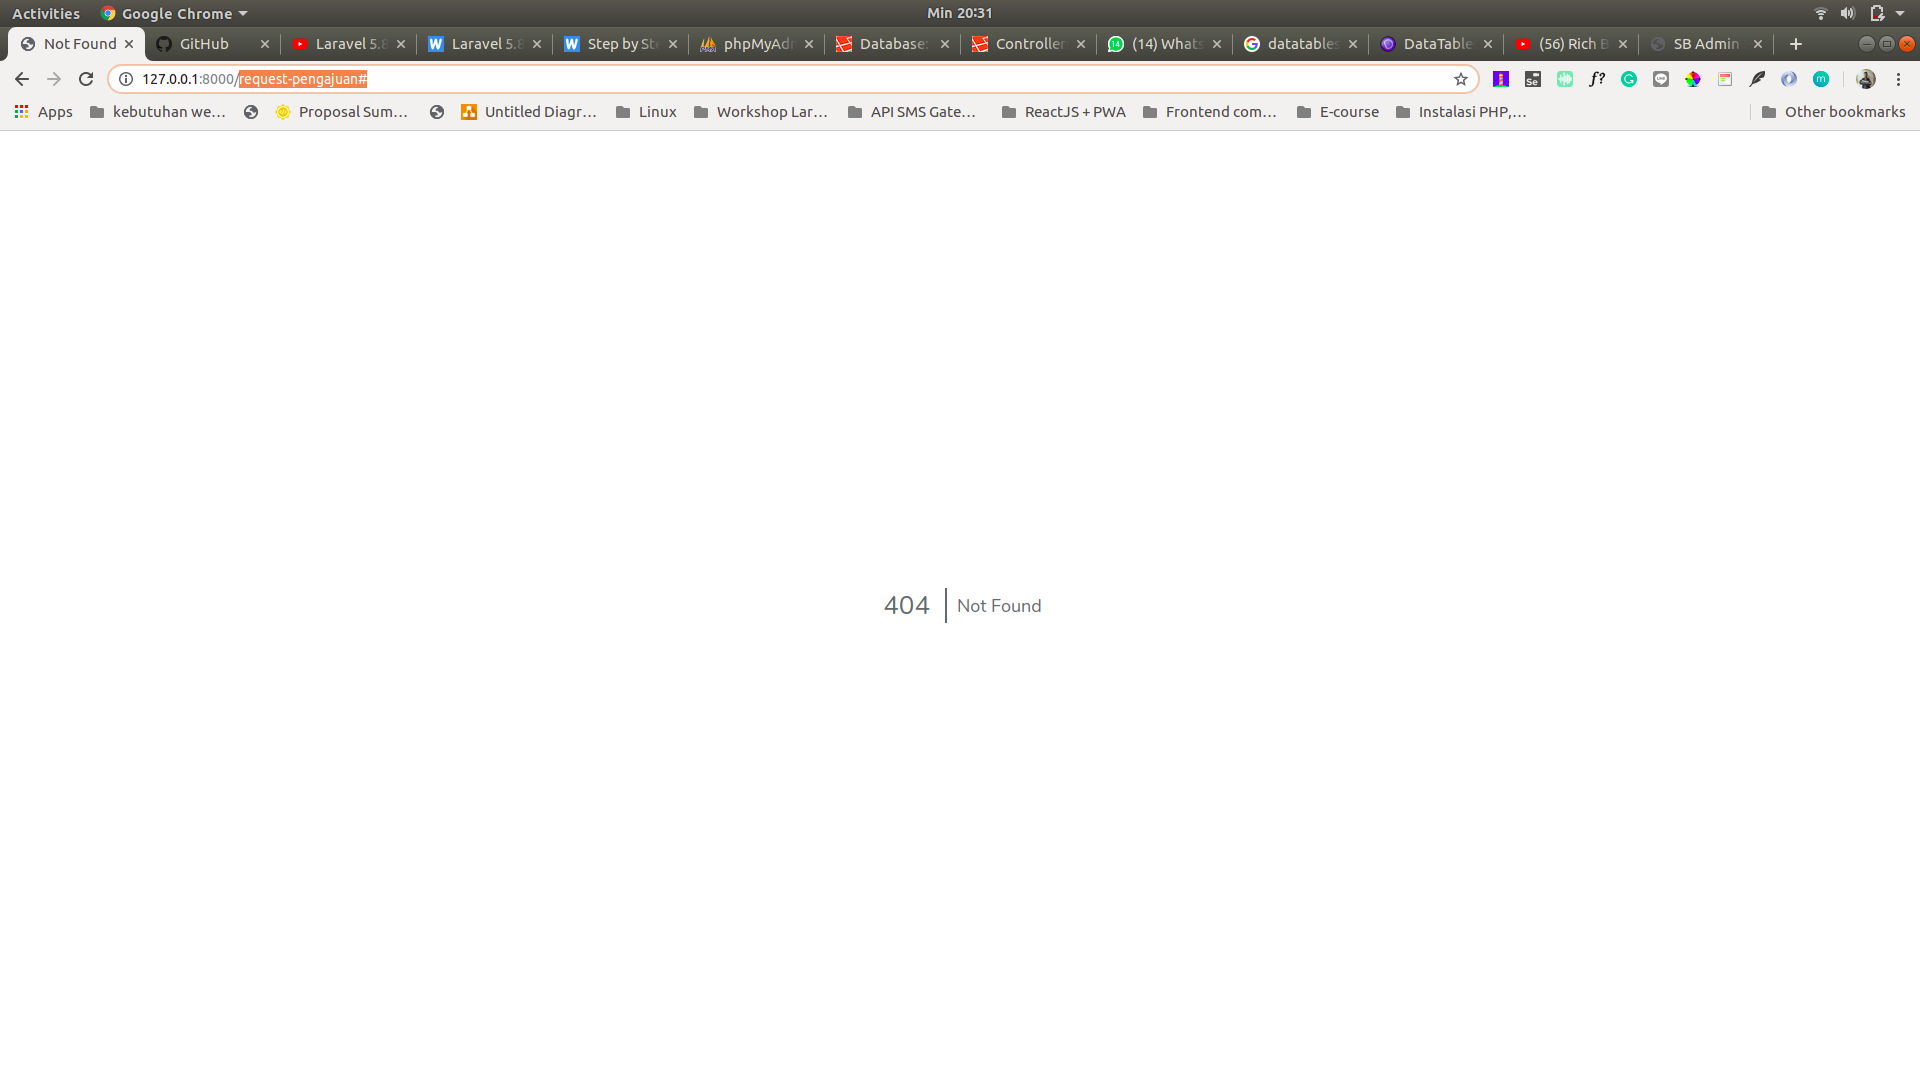 Activities Google Chrome Min 20:31
Not Found GitHub Laravel 5.8 Laravel 5.8 Step by Ste phpMyAdm Database: Controller (14) Whats datatables DataTable (56) Rich B SB Admin
127.0.0.1:8000/request-pengajuan#
Apps kebutuhan we... Proposal Sum... Untitled Diagr... Linux Workshop Lar... API SMS Gate... ReactJS + PWA Frontend com... E-course Instalasi PHP,... Other bookmarks
404 Not Found